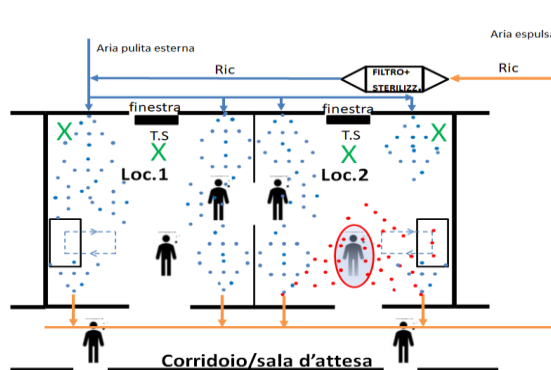 Aria espulsa
Aria pulita esterna
Ric
FILTRO+
STERILIZZ.
Ric
finestra
finestra
T.S
T.S
X
X
X
X
Loc.1
Loc.2
Corridoio/sala d’attesa